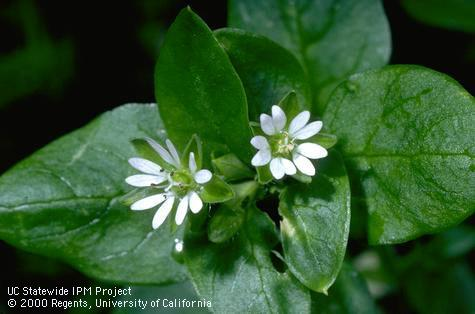 UC Statewide IPM Project
© 2000 Regents, University of California